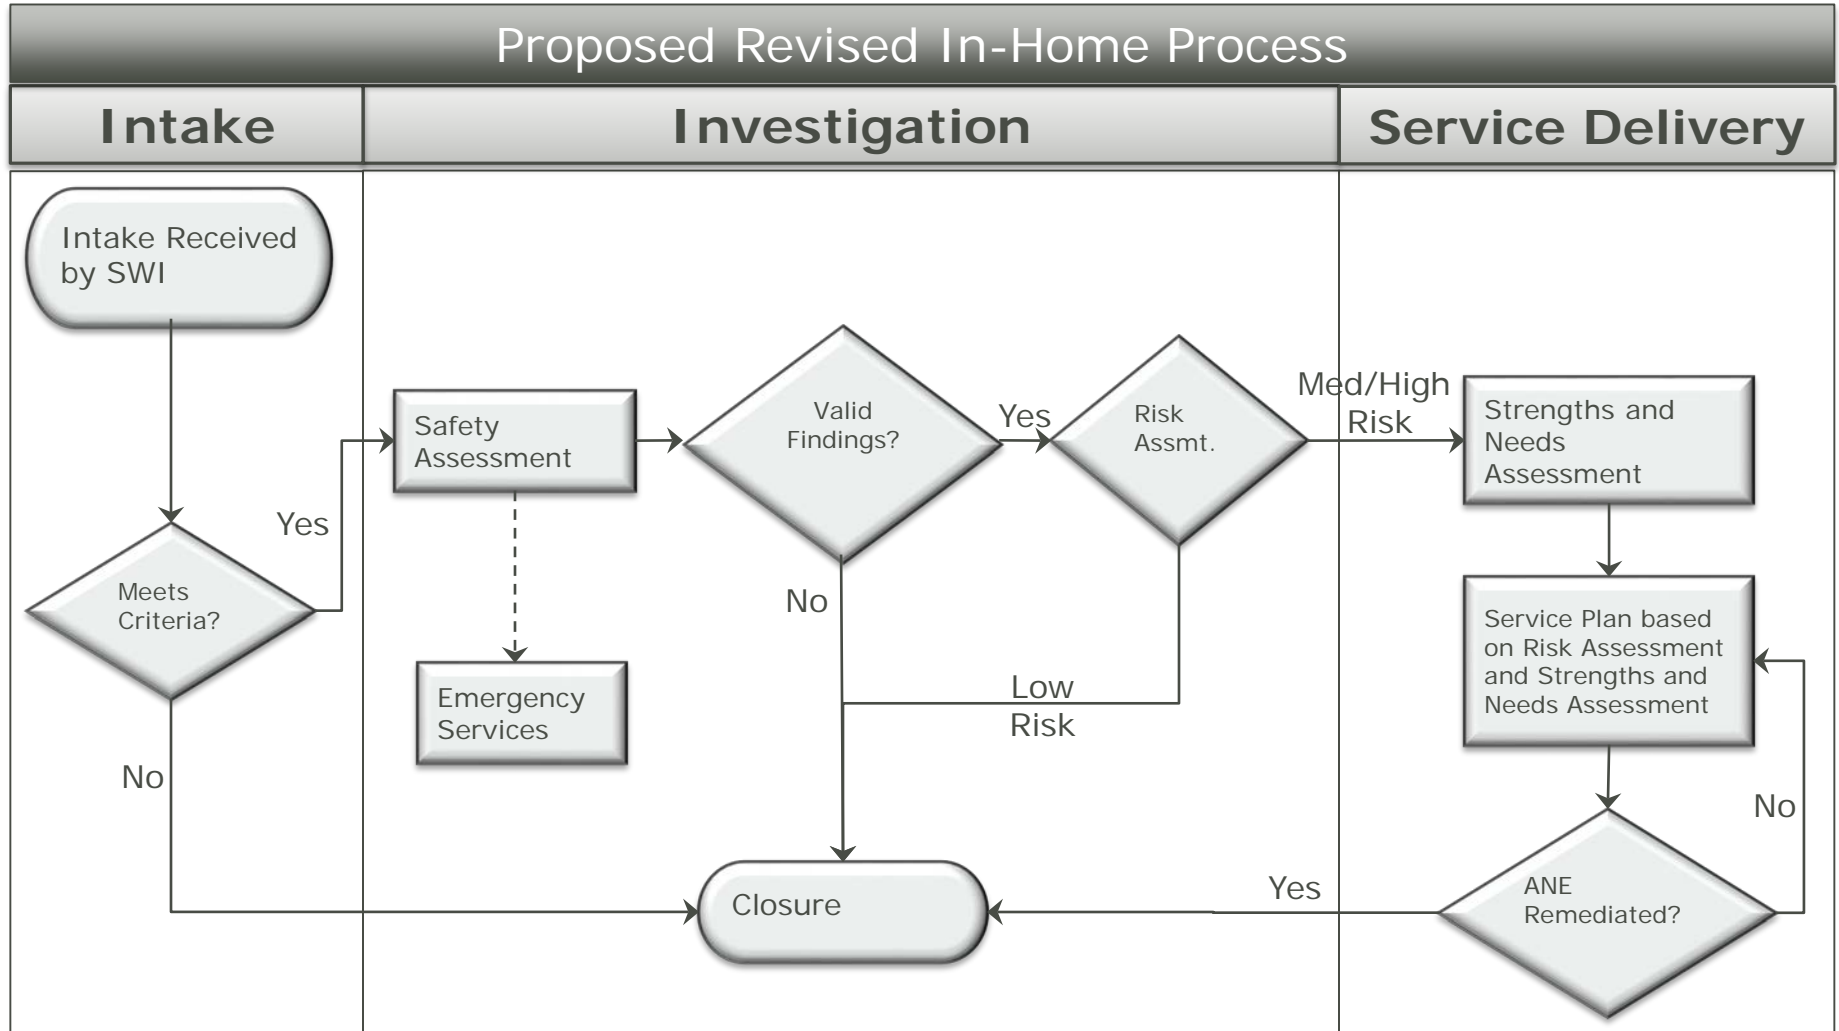 Proposed Revised In-Home Process
Intake
Investigation
Service Delivery
Intake Received
by SWI
Meets
Criteria?
Yes
No
Safety
Assessment
Emergency
Services
Valid
Findings?
Yes
No
Risk
Assmt.
Low
Risk
Med/High
Risk
Closure
Strengths and
Needs
Assessment
Service Plan based
on Risk Assessment
and Strengths and
Needs Assessment
ANE
Remediated?
No
Yes